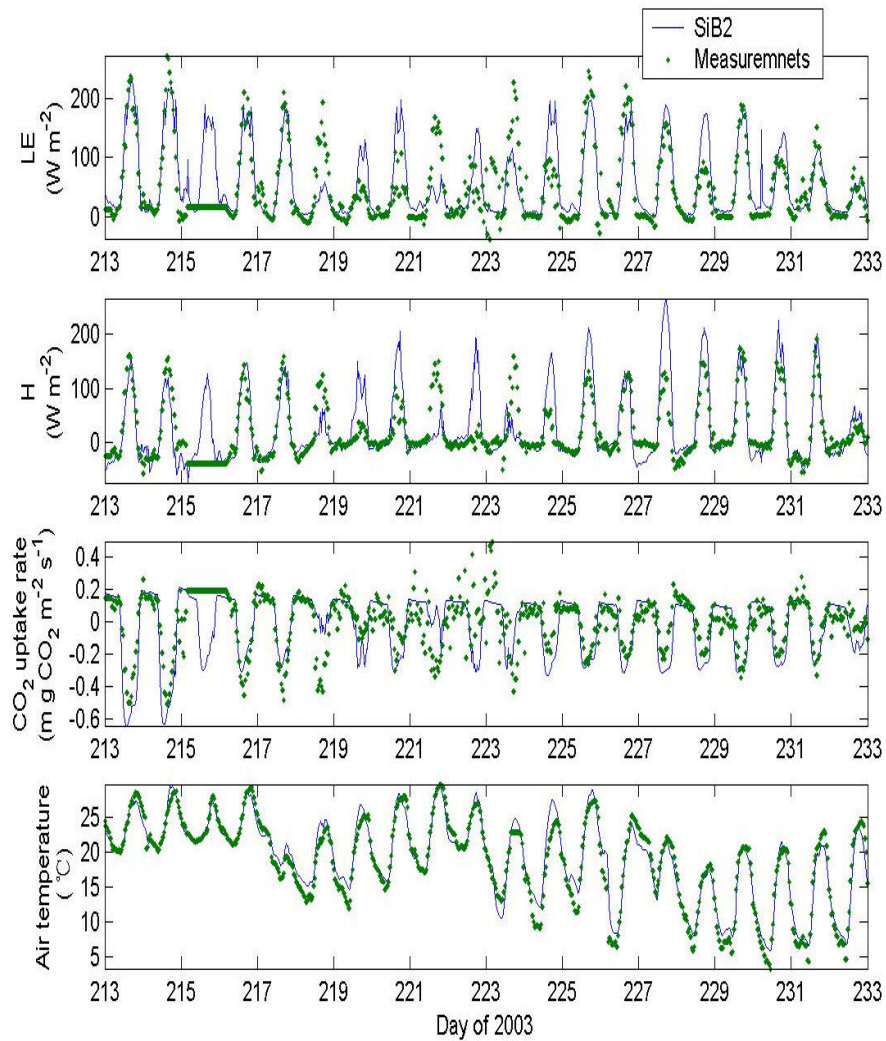 SiB2
Measuremnets
LE
(W m-2)
200
100
0
213 215 217 219 221 223 225 227 229 231 233
H
(W m-2)
200
100
0
213 215 217 219 221 223 225 227 229 231 233
CO2 uptake rate
(m g CO2 m-2 s-1)
0.4
0.2
0
-0.2
-0.4
-0.6
213 215 217 219 221 223 225 227 229 231 233
Air temperature
(℃)
25
20
15
10
5
213 215 217 219 221 223 225 227 229 231 233
Day of 2003